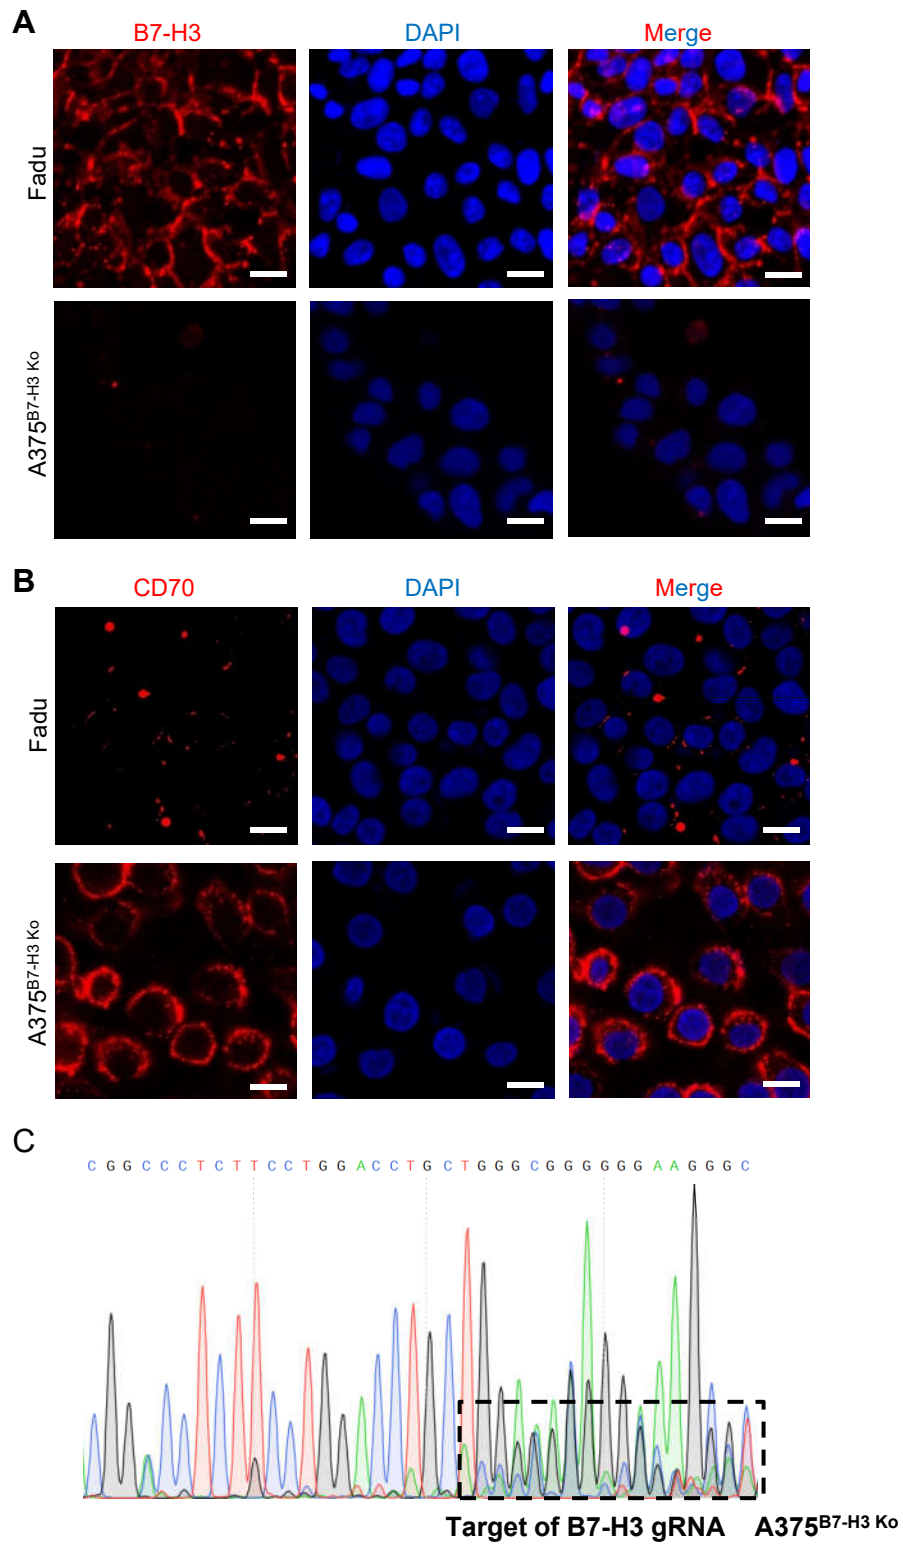 A
B7-H3 DAPI Merge
Fadu
A375B7-H3 Ko
B
CD70 DAPI Merge
Fadu
A375B7-H3 Ko
C
C G G C C C T C T T C C T G G A C C T G C T G G G C G G G G G G A A G G G C
Target of B7-H3 gRNA A375B7-H3 Ko